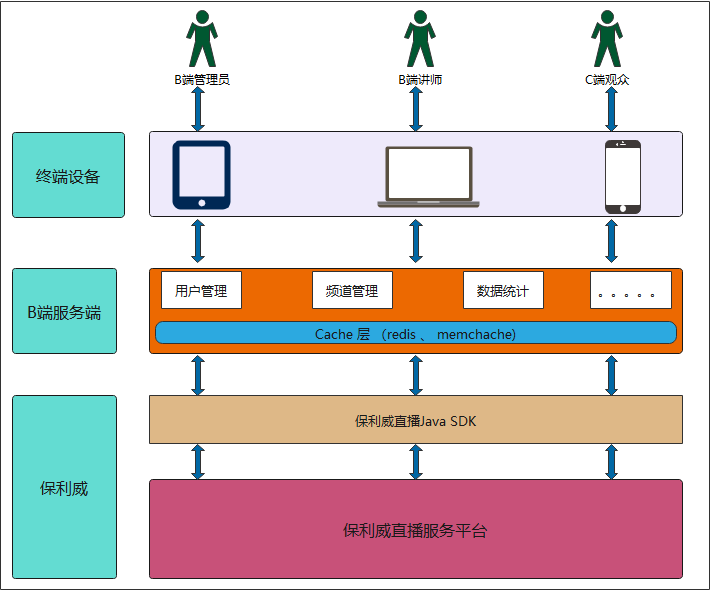 B端管理员
B端讲师
C端观众
终端设备
B端服务端
用户管理
频道管理
数据统计
。。。。。
Cache 层 （redis 、 memchache)
保利威
保利威直播Java SDK
保利威直播服务平台